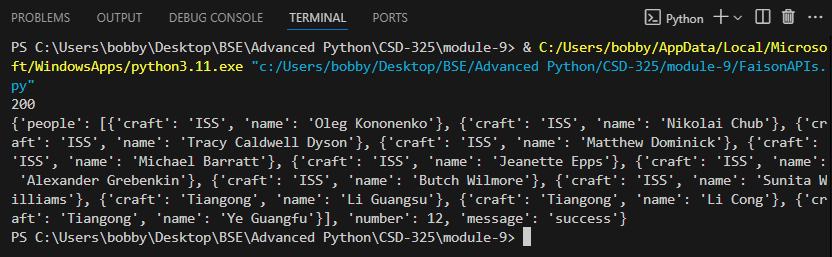 PROBLEMS OUTPUT DEBUG CONSOLE TERMINAL PORTS Python
PS C:\Users\bobby\Desktop\BSE\Advanced Python\CSD-325\module-9> & C:/Users/bobby/AppData/Local/Microso
ft/WindowsApps/python3.11.exe "c:/Users/bobby/Desktop/BSE/Advanced Python/CSD-325/module-9/FaisonAPIs.
py"
200
{'people': [{'craft': 'ISS', 'name': 'Oleg Kononenko'}, {'craft': 'ISS', 'name': 'Nikolai Chub'}, {'cr
aft': 'ISS', 'name': 'Tracy Caldwell Dyson'}, {'craft': 'ISS', 'name': 'Matthew Dominick'}, {'craft':
'ISS', 'name': 'Michael Barratt'}, {'craft': 'ISS', 'name': 'Jeanette Epps'}, {'craft': 'ISS', 'name':
'Alexander Grebenkin'}, {'craft': 'ISS', 'name': 'Butch Wilmore'}, {'craft': 'ISS', 'name': 'Sunita W
illiams'}, {'craft': 'Tiangong', 'name': 'Li Guangsu'}, {'craft': 'Tiangong', 'name': 'Li Cong'}, {'cr
aft': 'Tiangong', 'name': 'Ye Guangfu'}], 'number': 12, 'message': 'success'}
PS C:\Users\bobby\Desktop\BSE\Advanced Python\CSD-325\module-9>